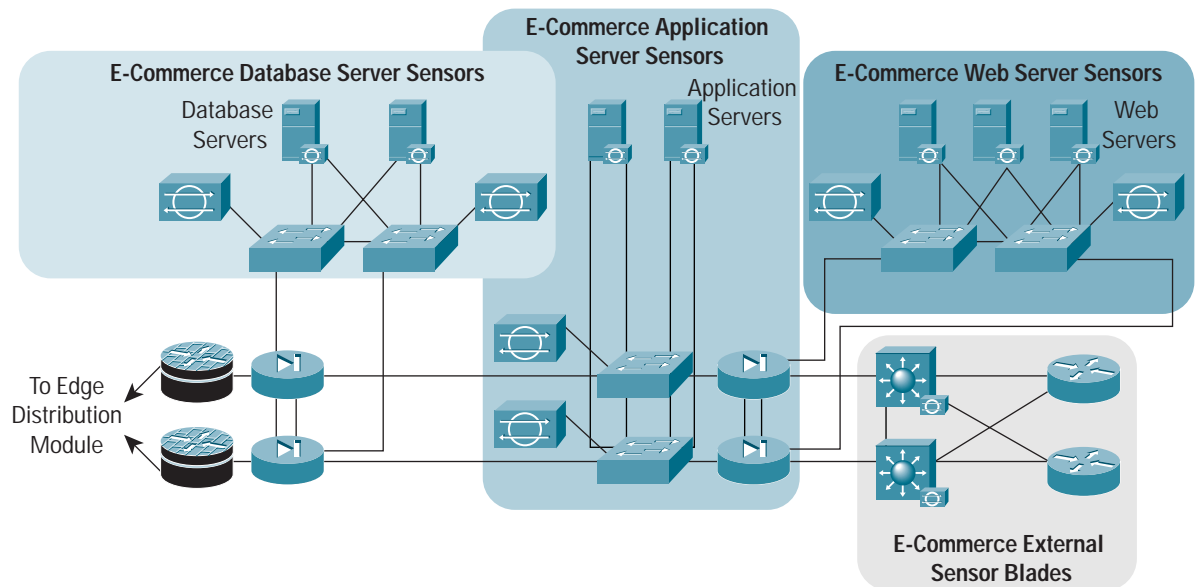 E-Commerce Application
Server Sensors
E-Commerce Database Server Sensors
E-Commerce Web Server Sensors
Database
Servers
Application
Servers
Web
Servers
To Edge
Distribution
Module
E-Commerce External
Sensor Blades